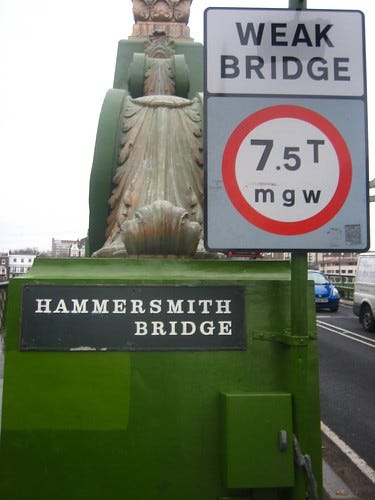 WEAK
BRIDGE
7.5T
mgw
HAMMERSMITH
BRIDGE